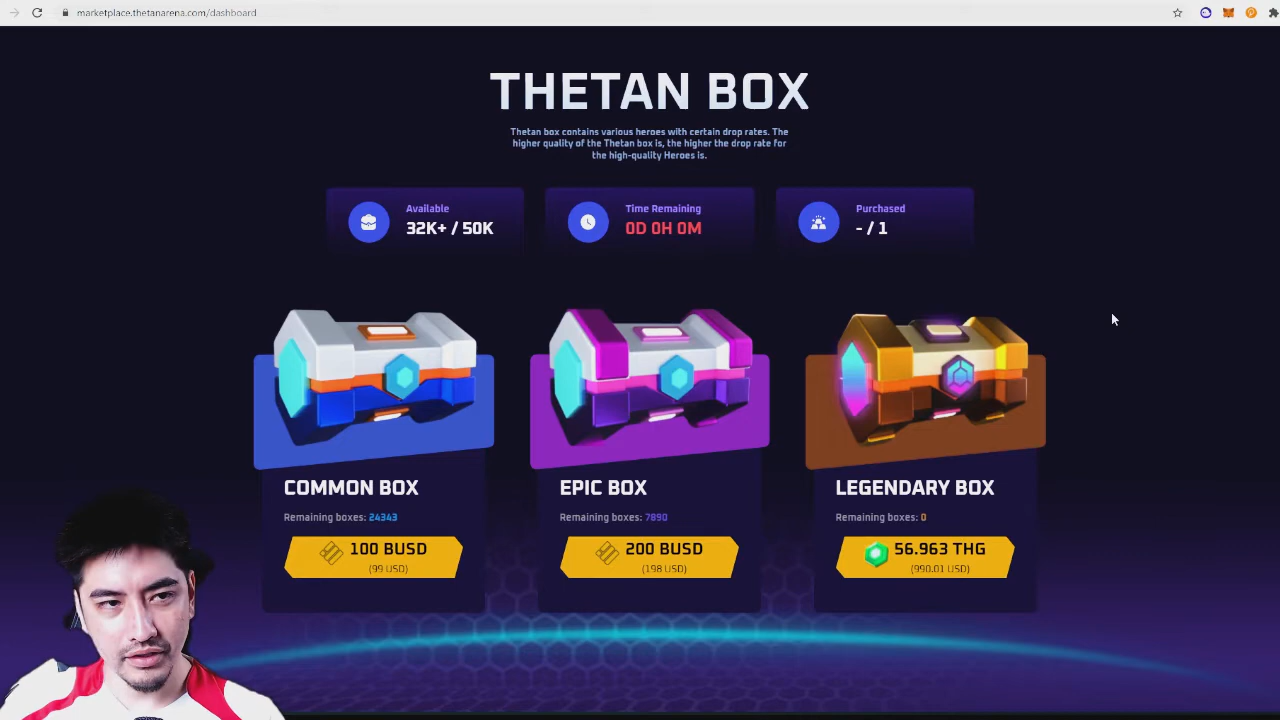 marketplace.thetanarena.com/dashboard
THETAN BOX
Thetan box contains various heroes with certain drop rates. The
higher quality of the Thetan box is, the higher the drop rate for
the high-quality Heroes is.
Available
32K+ / 50K
Time Remaining
0D 0H 0M
Purchased
- / 1
COMMON BOX
Remaining boxes: 24343
100 BUSD
(99 USD)
EPIC BOX
Remaining boxes: 7890
200 BUSD
(198 USD)
LEGENDARY BOX
Remaining boxes: 0
56.963 THG
(990.01 USD)